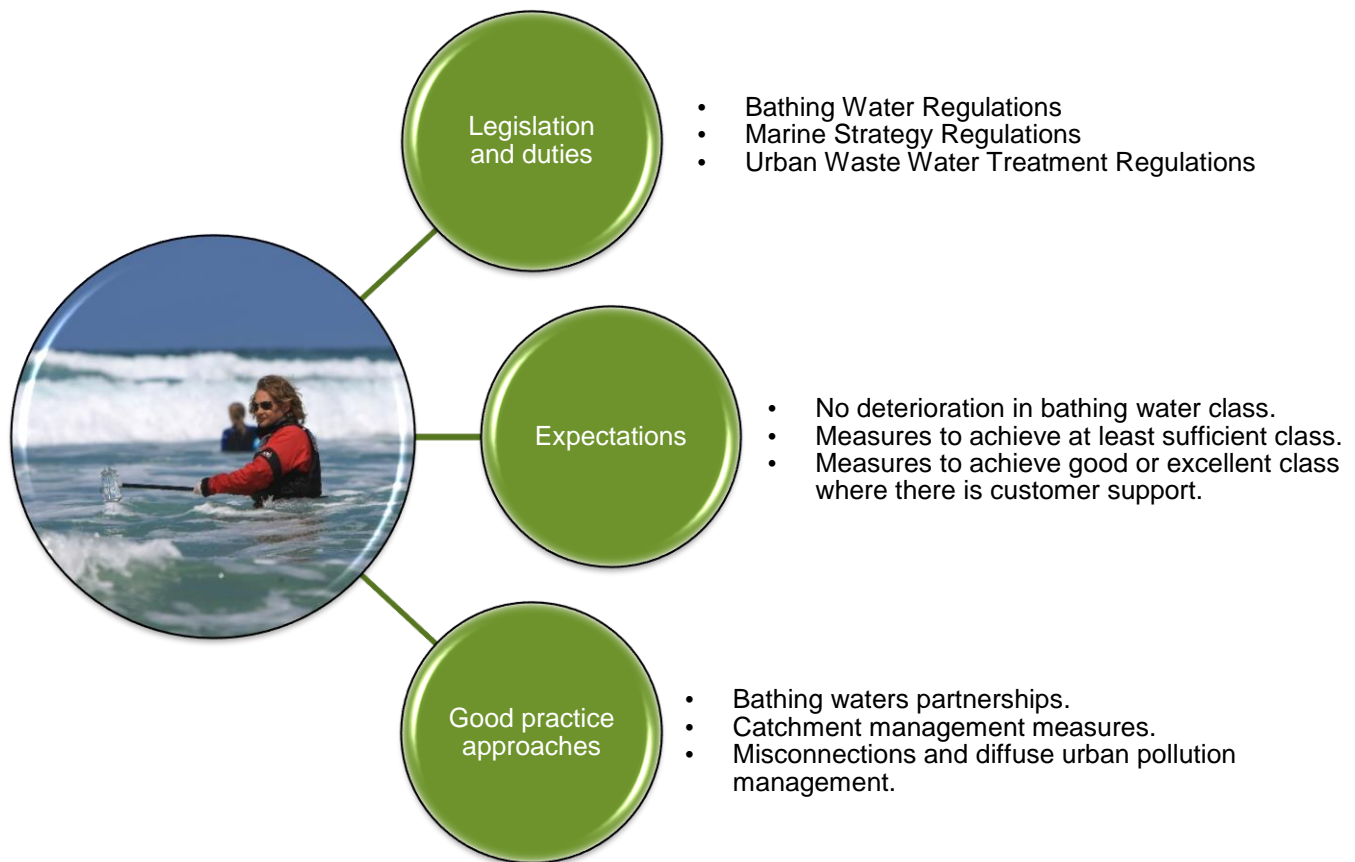 Legislation
and duties
• Bathing Water Regulations
• Marine Strategy Regulations
• Urban Waste Water Treatment Regulations
Expectations
• No deterioration in bathing water class.
• Measures to achieve at least sufficient class.
• Measures to achieve good or excellent class
where there is customer support.
Good practice
approaches
• Bathing waters partnerships.
• Catchment management measures.
• Misconnections and diffuse urban pollution
management.